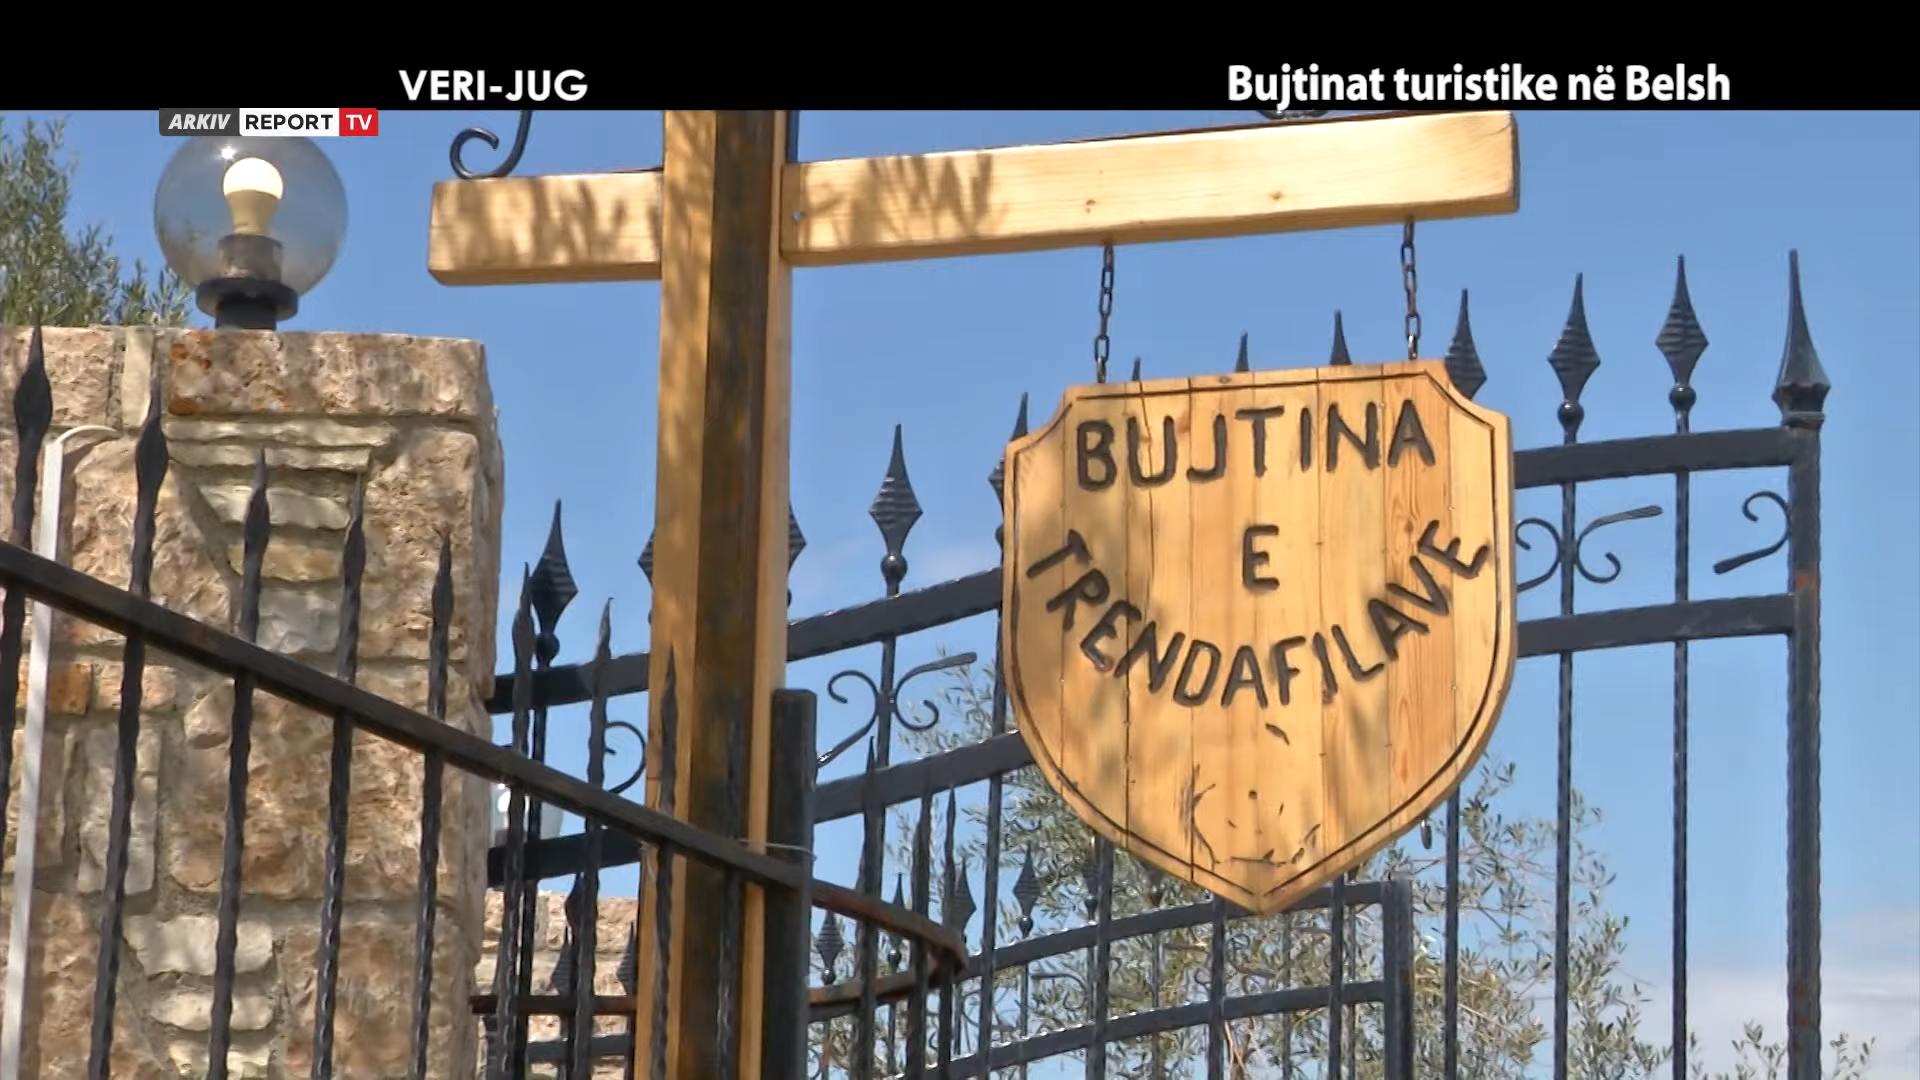 VERI-JUG
Bujtinat turistike në Belsh
ARKIV REPORT TV
BUJTINA
E
TRENDAFILAVE